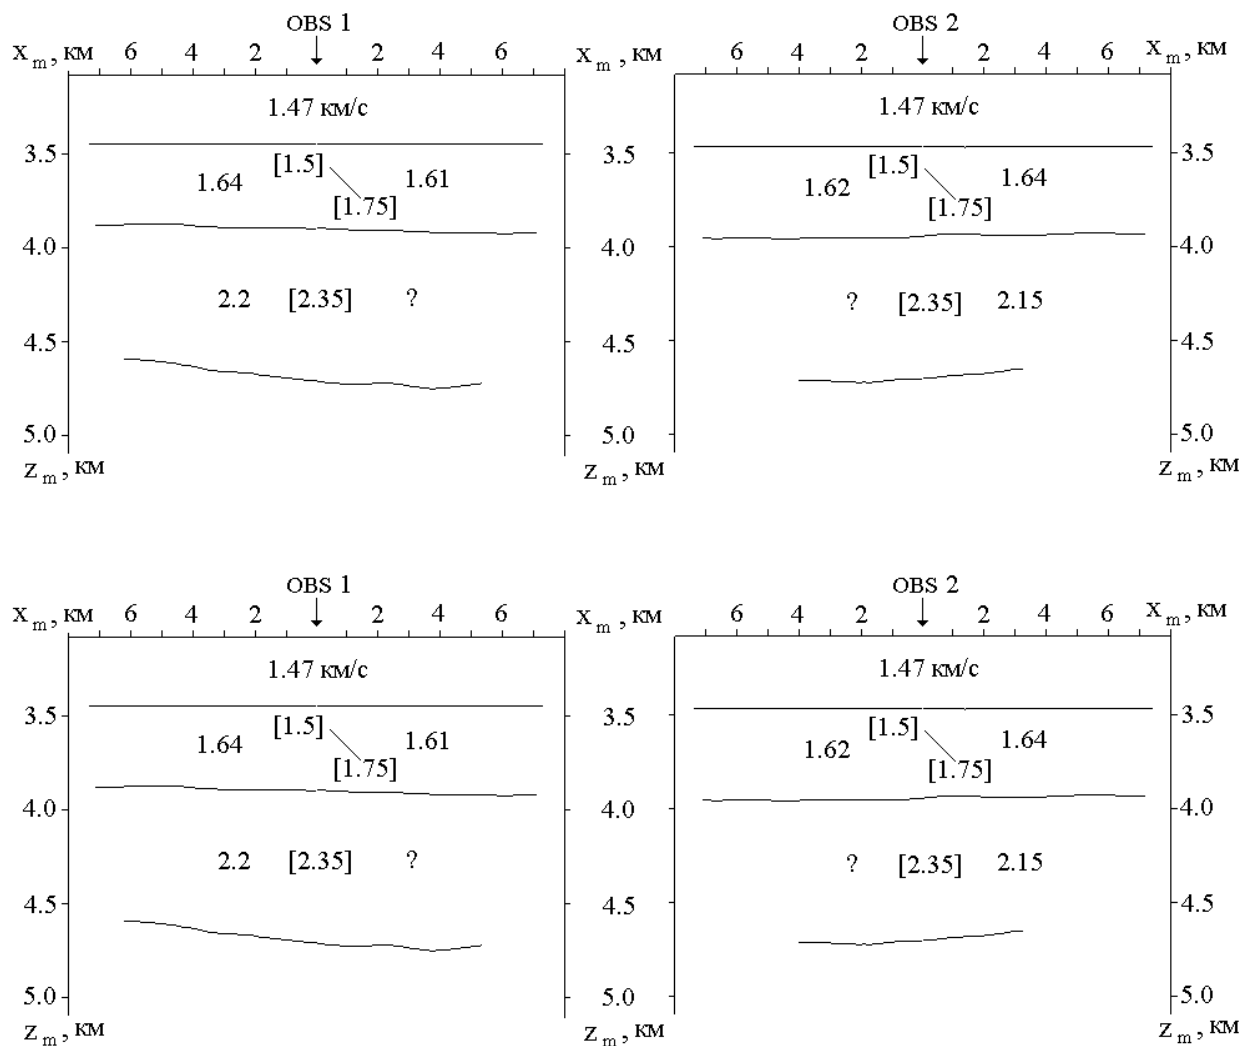 OBS 1 OBS 2
X m , км 6 4 2 2 4 6 X m , км 6 4 2 2 4 6 X m , км
1.47 км/с 1.47 км/с
3.5 [1.5] 3.5 [1.5] 3.5
1.64 1.61 1.62 1.64
[1.75] [1.75]
4.0 4.0 4.0
2.2 [2.35] ? ? [2.35] 2.15
4.5 4.5 4.5
5.0 5.0 5.0
Z m , км Z m , км Z m , км
OBS 1 OBS 2
X m , км 6 4 2 2 4 6 X m , км 6 4 2 2 4 6 X m , км
1.47 км/с 1.47 км/с
3.5 [1.5] 3.5 [1.5] 3.5
1.64 1.61 1.62 1.64
[1.75] [1.75]
4.0 4.0 4.0
2.2 [2.35] ? ? [2.35] 2.15
4.5 4.5 4.5
5.0 5.0 5.0
Z m , км Z m , км Z m , км